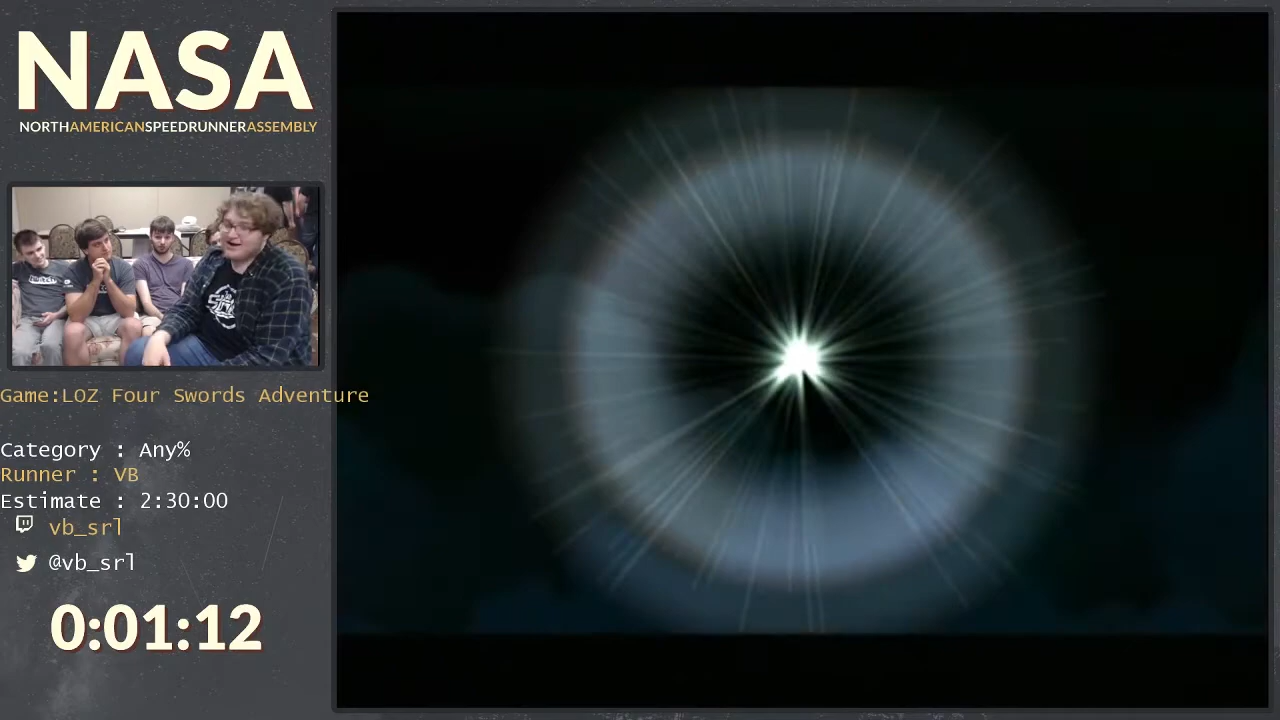 NASA
NORTHAMERICANSPEEDRUNNERASSEMBLY
Game:LOZ Four Swords Adventure
Category : Any%
Runner : VB
Estimate : 2:30:00
vb_srl
@vb_srl
0:01:12